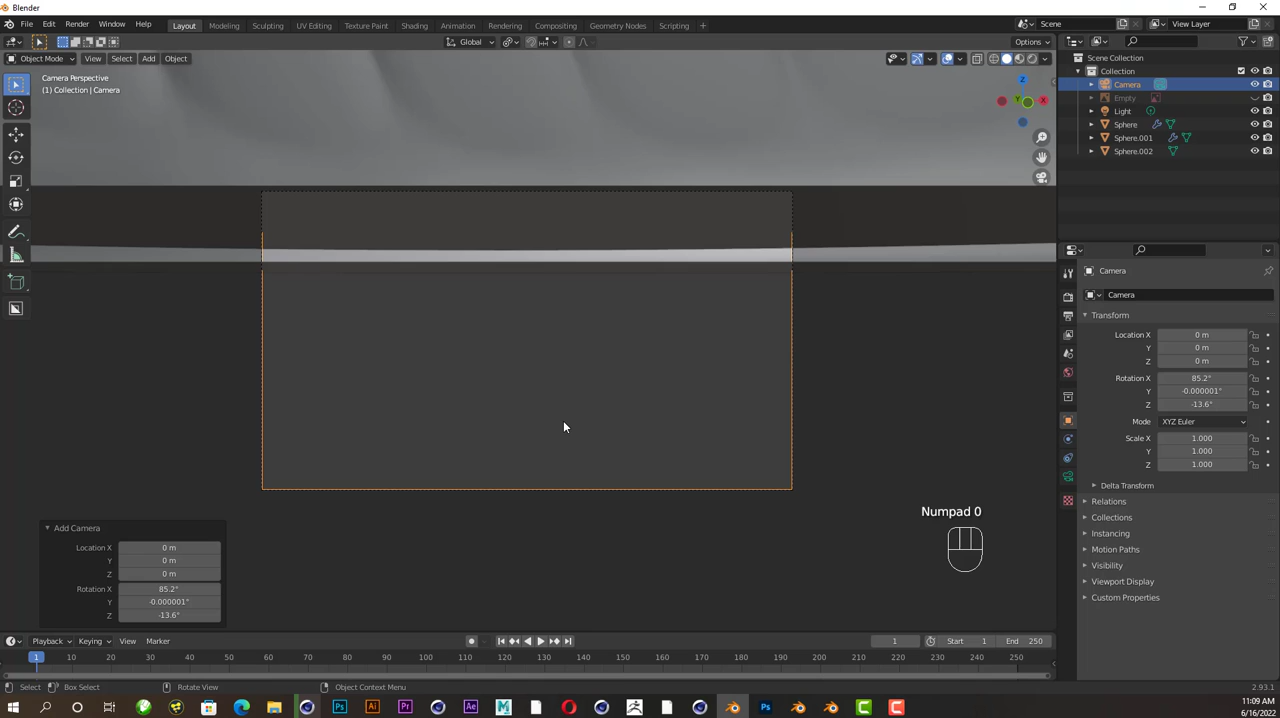 Blender
File Edit Render Window Help Layout Modeling Sculpting UV Editing Texture Paint Shading Animation Rendering Compositing Geometry Nodes Scripting + Scene View Layer
Global Options
Object Mode View Select Add Object
Camera Perspective
(1) Collection | Camera
Z
Y X
Scene Collection
Collection
Camera
Empty
Light
Sphere
Sphere.001
Sphere.002
Camera
Camera
Transform
Location X 0 m
Y 0 m
Z 0 m
Rotation X 85.2°
Y -0.000001°
Z -13.6°
Mode XYZ Euler
Scale X 1.000
Y 1.000
Z 1.000
Delta Transform
Relations
Collections
Instancing
Motion Paths
Visibility
Viewport Display
Custom Properties
Numpad 0
Add Camera
Location X 0 m
Y 0 m
Z 0 m
Rotation X 85.2°
Y -0.000001°
Z -13.6°
Playback Keying View Marker 1 Start 1 End 250
1 10 20 30 40 50 60 70 80 90 100 110 120 130 140 150 160 170 180 190 200 210 220 230 240 250
Select Box Select Rotate View Object Context Menu 2.93.1
Ps Ai Pr Ae M Ps C C
11:09 AM
6/16/2022